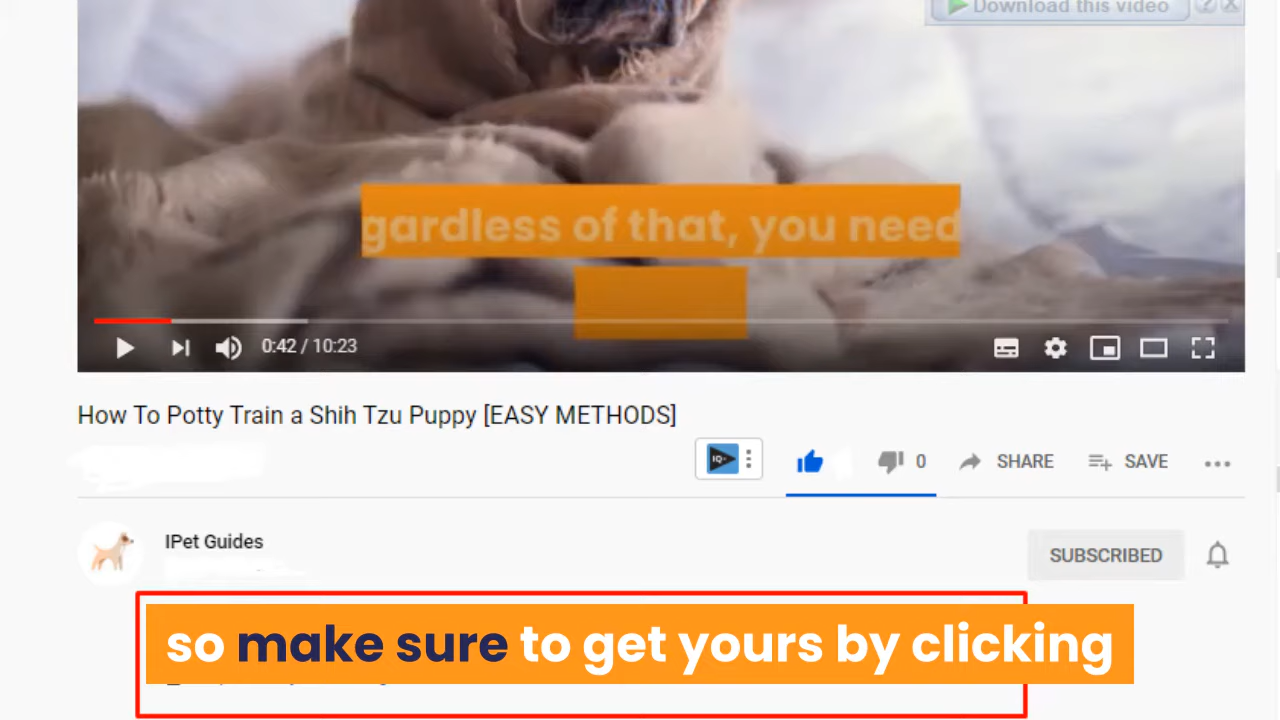 Download this video ? X
gardless of that, you need
0:42 / 10:23
How To Potty Train a Shih Tzu Puppy [EASY METHODS]
IQ
0 SHARE SAVE
IPet Guides
SUBSCRIBED
so make sure to get yours by clicking